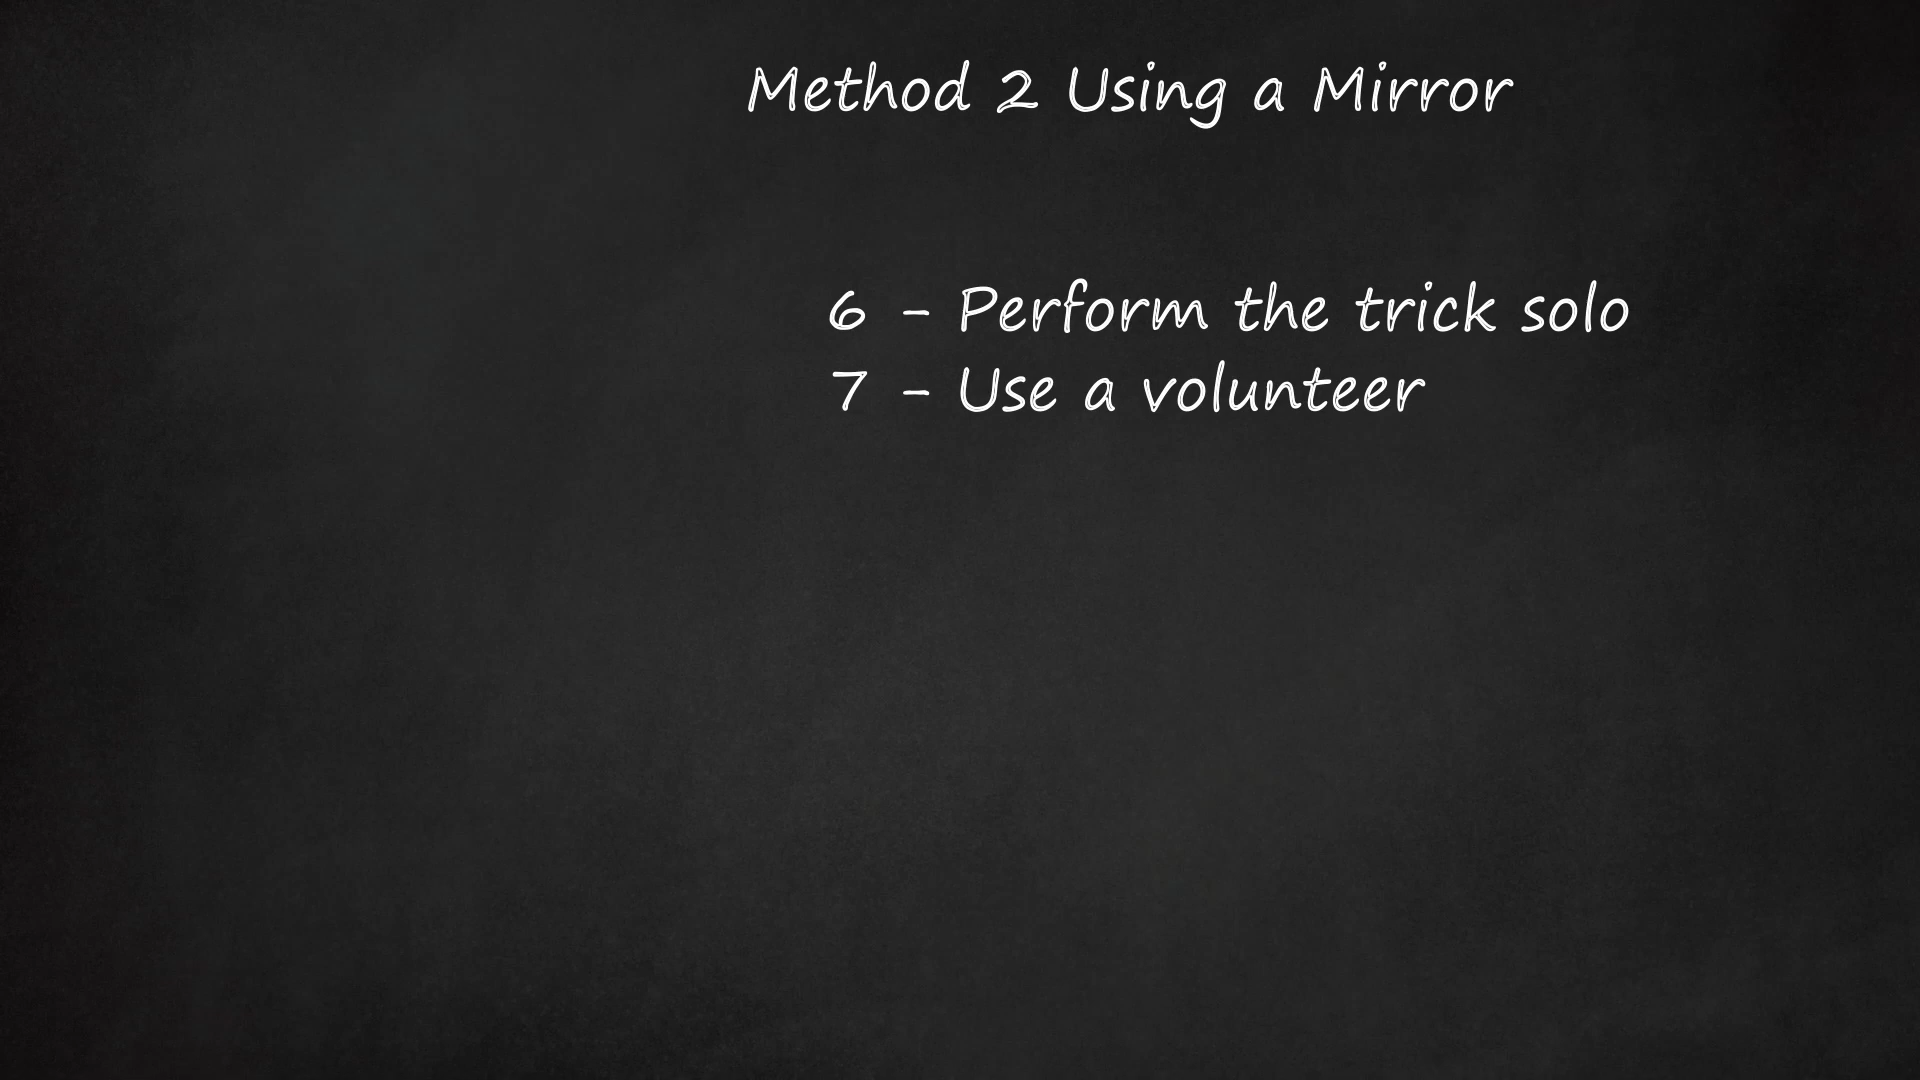 Method 2 Using a Mirror
6 - Perform the trick solo
7 - Use a volunteer